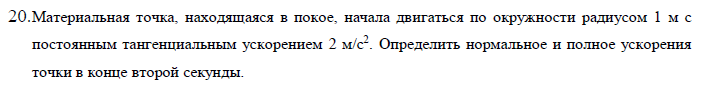 20.Материальная точка, находящаяся в покое, начала двигаться по окружности радиусом 1 м с
постоянным тангенциальным ускорением 2 м/с². Определить нормальное и полное ускорения
точки в конце второй секунды.